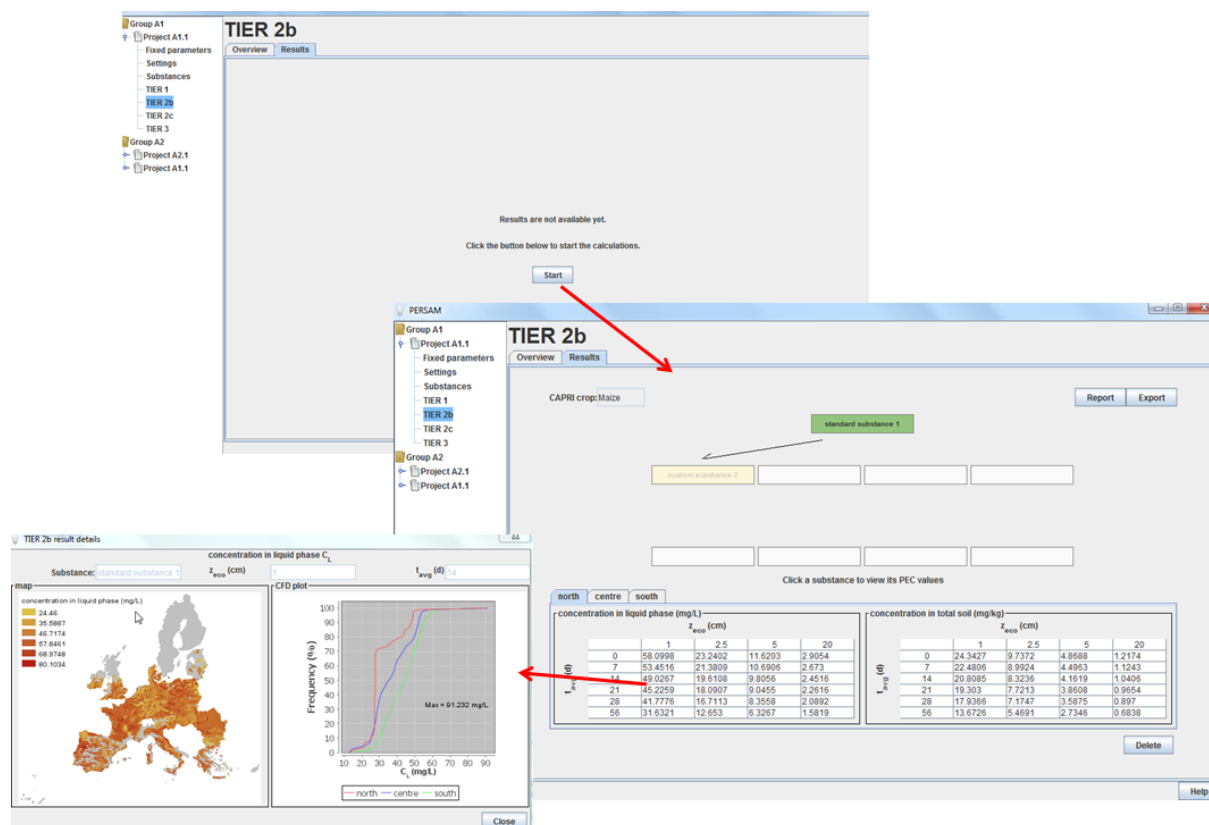 Group A1
Project A1.1
Fixed parameters
Settings
Substances
TIER 1
TIER 2b
TIER 2c
TIER 3
Group A2
Project A2.1
Project A1.1
TIER 2b
Overview Results
Results are not available yet.
Click the button below to start the calculations.
Start
PERSAM
Group A1
Project A1.1
Fixed parameters
Settings
Substances
TIER 1
TIER 2b
TIER 2c
TIER 3
Group A2
Project A2.1
Project A1.1
TIER 2b
Overview Results
CAPRI crop: Maize
Report Export
standard substance 1
custom substance 2
Click a substance to view its PEC values
north centre south
concentration in liquid phase (mg/L)
z_eco (cm)
1 2.5 5 20
t_avg (d)
0 58.0998 23.2402 11.6203 2.9054
7 53.4516 21.3809 10.6906 2.673
14 49.0267 19.6108 9.8056 2.4516
21 45.2259 18.0907 9.0455 2.2616
28 41.7776 16.7113 8.3558 2.0892
56 31.6321 12.653 6.3267 1.5819
concentration in total soil (mg/kg)
z_eco (cm)
1 2.5 5 20
t_avg (d)
0 24.3427 9.7372 4.8688 1.2174
7 22.4806 8.9924 4.4963 1.1243
14 20.8085 8.3236 4.1619 1.0406
21 19.303 7.7213 3.8608 0.9654
28 17.9366 7.1747 3.5875 0.897
56 13.6726 5.4691 2.7346 0.6838
Delete
Help
TIER 2b result details
concentration in liquid phase C_L
Substance: standard substance 1 z_eco (cm) 1 t_avg (d) 14
map
concentration in liquid phase (mg/L)
24.46
35.5887
46.7174
57.8461
68.9748
80.1034
CFD plot
Frequency (%)
100
90
80
70
60
50
40
30
20
10
0
Max = 91.232 mg/L
10 20 30 40 50 60 70 80 90
C_L (mg/L)
north centre south
Close